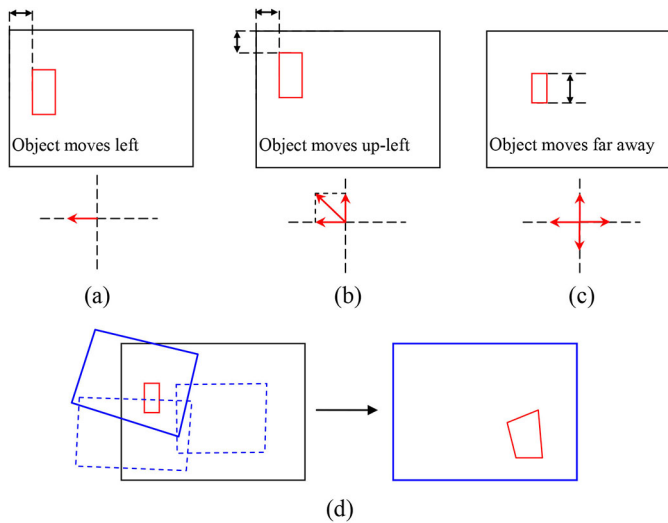 Object moves left
Object moves up-left
Object moves far away
(a)
(b)
(c)
(d)